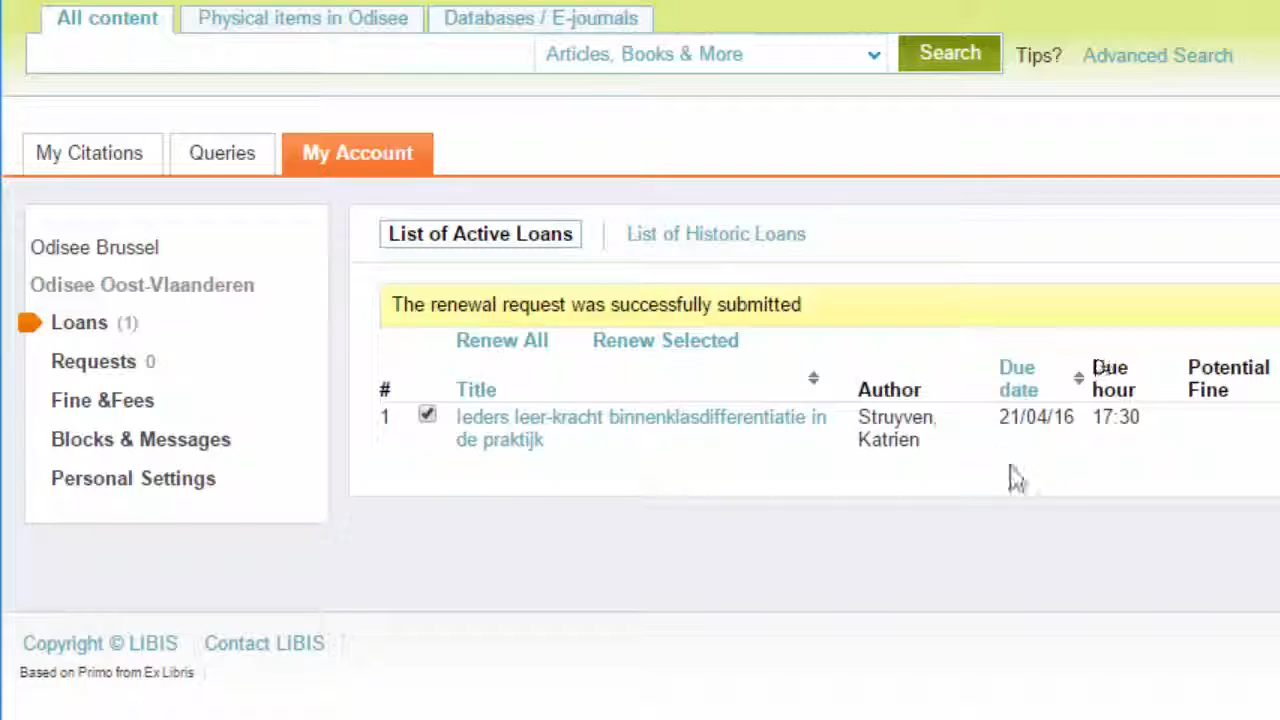 All content Physical items in Odisee Databases / E-journals
Articles, Books & More Search Tips? Advanced Search
My Citations Queries My Account
Odisee Brussel
Odisee Oost-Vlaanderen
Loans (1)
Requests 0
Fine &Fees
Blocks & Messages
Personal Settings
List of Active Loans List of Historic Loans
The renewal request was successfully submitted
Renew All Renew Selected
# Title Author Due date Due hour Potential Fine
1 Ieders leer-kracht binnenklasdifferentiatie in Struyven, 21/04/16 17:30
de praktijk Katrien
Copyright © LIBIS Contact LIBIS
Based on Primo from Ex Libris